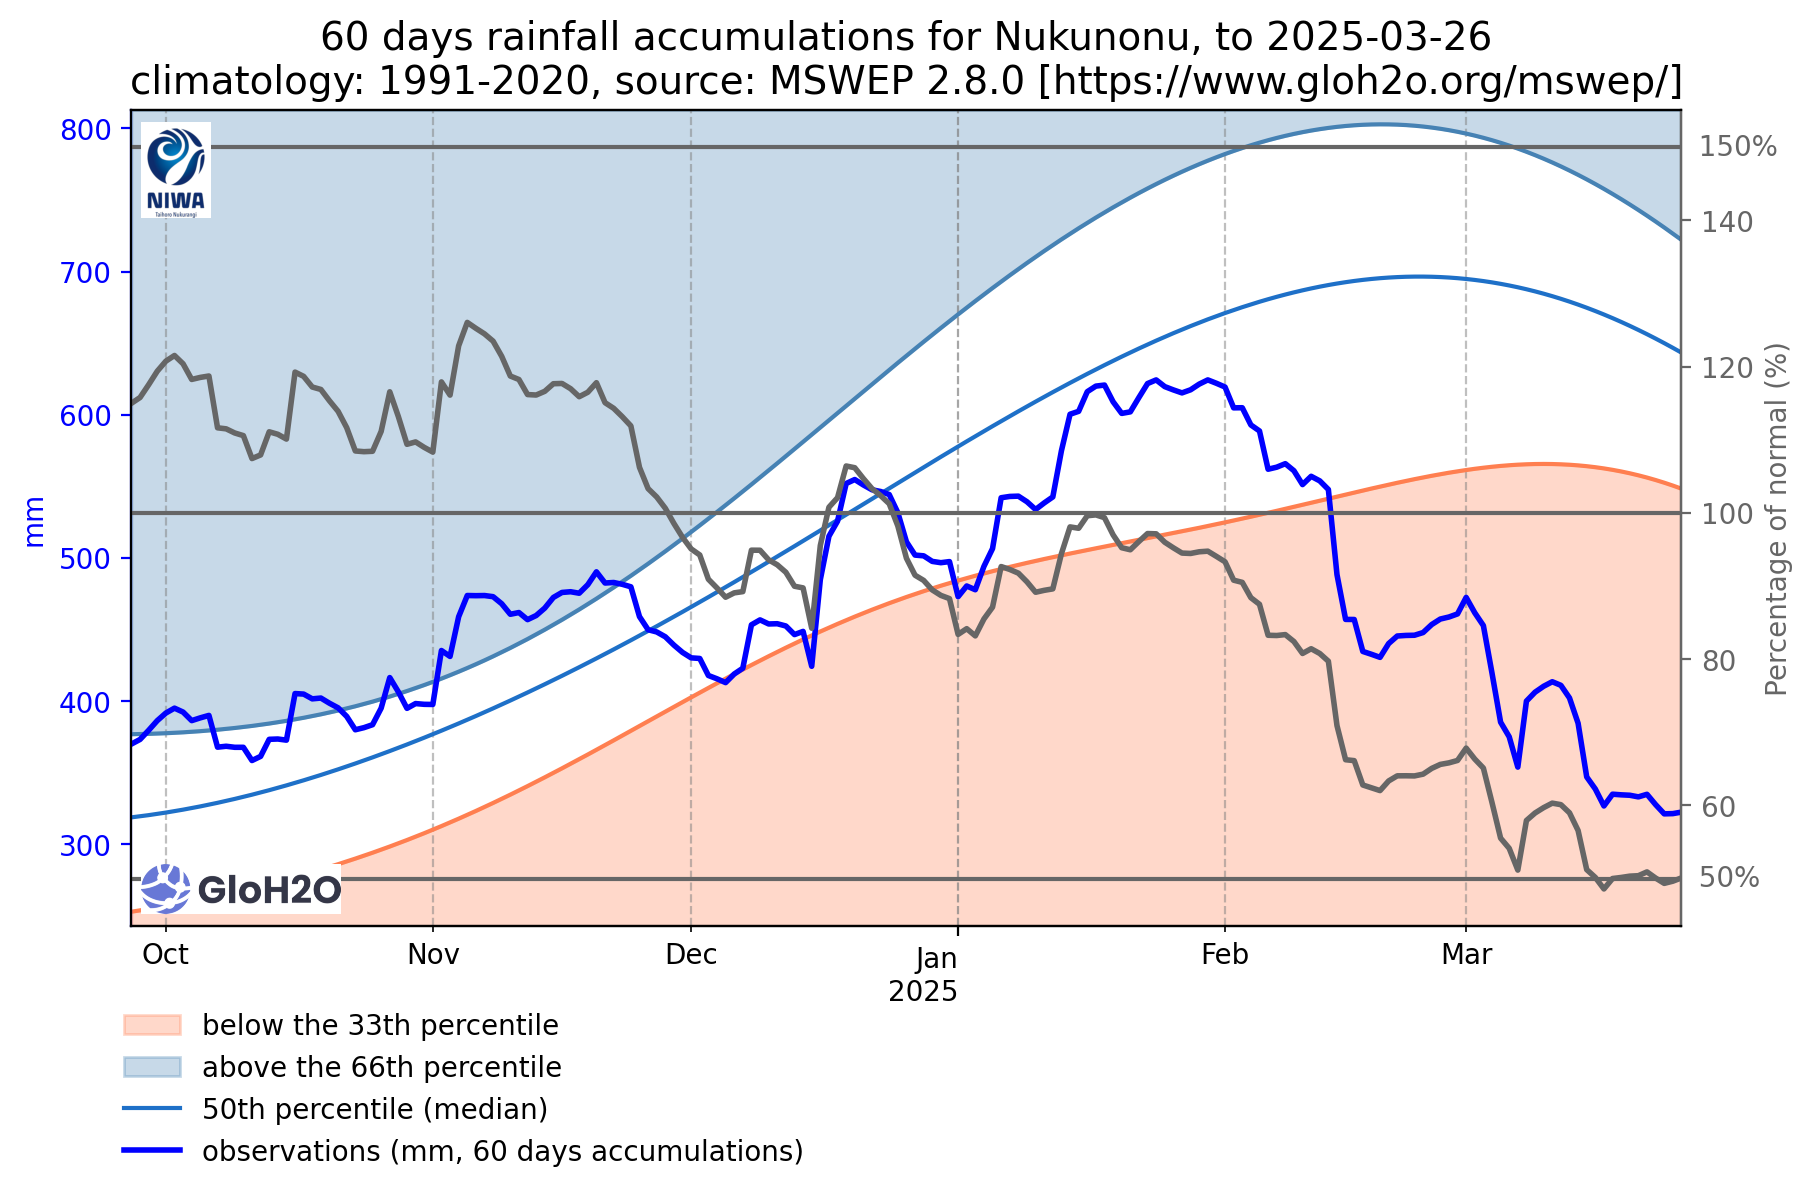 60 days rainfall accumulations for Nukunonu, to 2025-03-26
climatology: 1991-2020, source: MSWEP 2.8.0 [https://www.gloh2o.org/mswep/]
NIWA
Taihoro Nukurangi
800
700
600
500
400
300
mm
150%
140
120
100
80
60
50%
Percentage of normal (%)
GloH2O
Oct
Nov
Dec
Jan
2025
Feb
Mar
below the 33th percentile
above the 66th percentile
50th percentile (median)
observations (mm, 60 days accumulations)